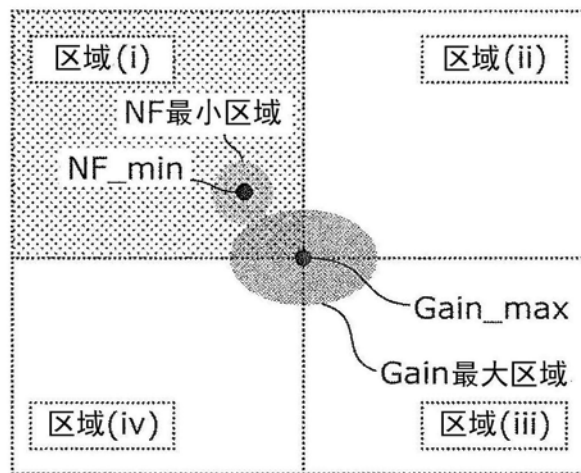 区域(i)
区域(ii)
NF最小区域
NF_min
Gain_max
Gain最大区域
区域(iv)
区域(iii)